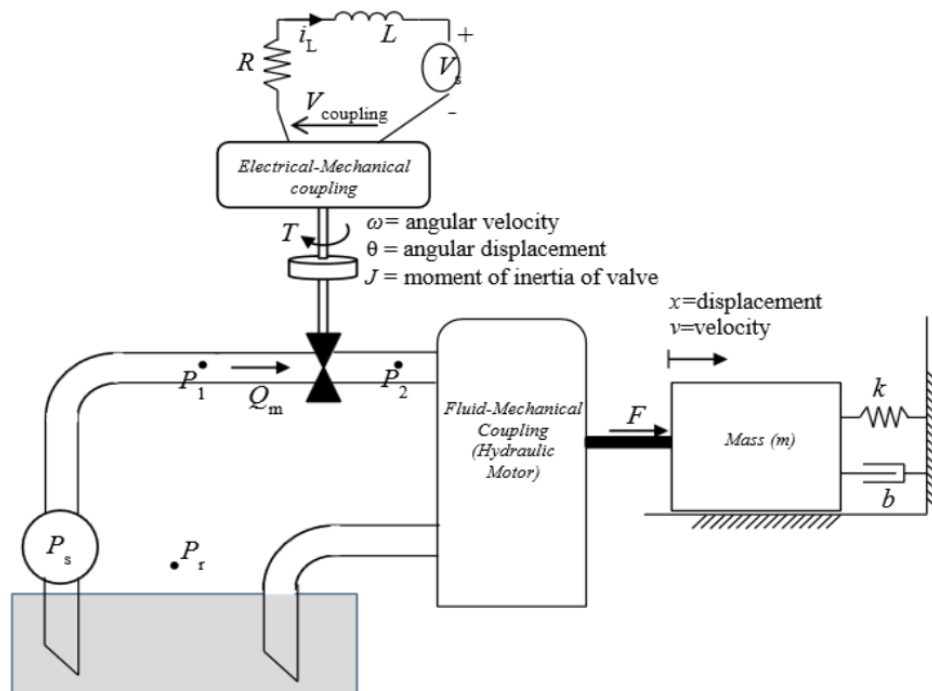 i_L
L
+
R
V_s
V_coupling
-
Electrical-Mechanical
coupling
T
ω= angular velocity
θ = angular displacement
J = moment of inertia of valve
x=displacement
v=velocity
P_1
Q_m
P_2
Fluid-Mechanical
Coupling
(Hydraulic
Motor)
F
Mass (m)
k
b
P_s
P_r